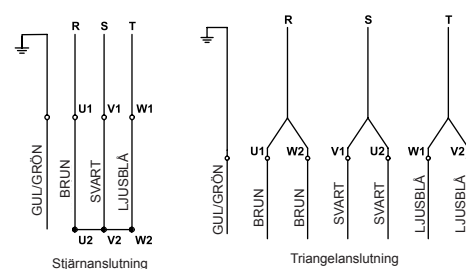 R S T
U1 V1 W1
GUL/GRÖN BRUN SVART LJUSBLÅ
U2 V2 W2
Stjärnanslutning
R S T
U1 W2 V1 U2 W1 V2
GUL/GRÖN BRUN BRUN SVART SVART LJUSBLÅ LJUSBLÅ
Triangelanslutning